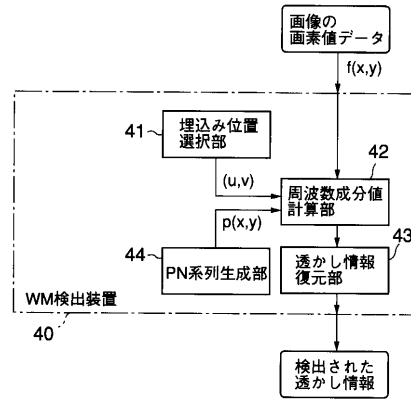 画像の
画素値データ
f(x,y)
41
埋込み位置
選択部
42
(u,v)
周波数成分値
計算部
p(x,y)
43
44
PN系列生成部
透かし情報
復元部
WM検出装置
40
検出された
透かし情報